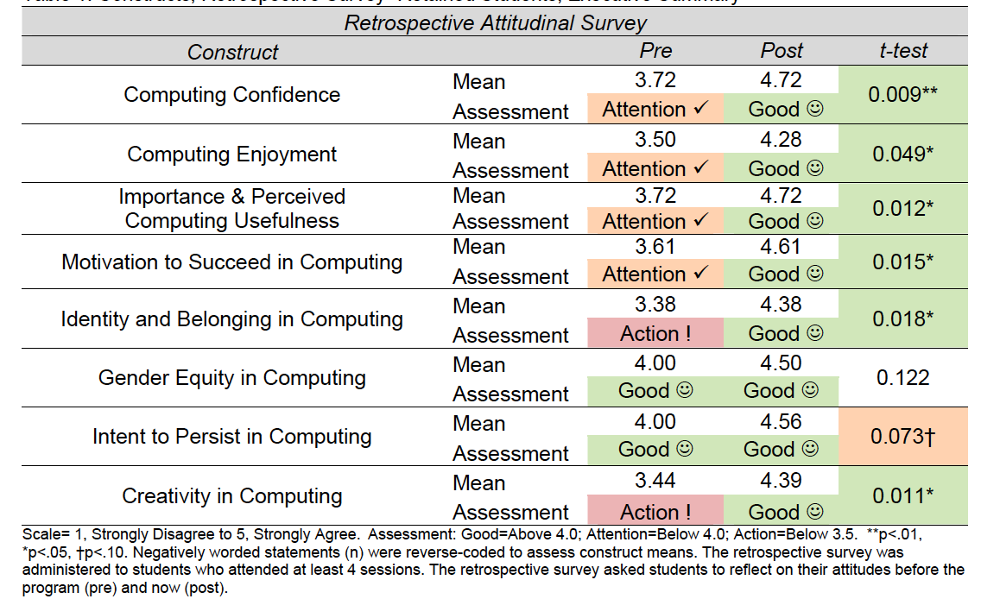 Table 1. Constructs, Retrospective Survey- Retained Students, Executive Summary
Retrospective Attitudinal Survey
Construct Pre Post t-test
Computing Confidence Mean 3.72 4.72 0.009**
Assessment Attention ✓ Good ☺
Computing Enjoyment Mean 3.50 4.28 0.049*
Assessment Attention ✓ Good ☺
Importance & Perceived Mean 3.72 4.72 0.012*
Computing Usefulness Assessment Attention ✓ Good ☺
Motivation to Succeed in Computing Mean 3.61 4.61 0.015*
Assessment Attention ✓ Good ☺
Identity and Belonging in Computing Mean 3.38 4.38 0.018*
Assessment Action ! Good ☺
Gender Equity in Computing Mean 4.00 4.50 0.122
Assessment Good ☺ Good ☺
Intent to Persist in Computing Mean 4.00 4.56 0.073†
Assessment Good ☺ Good ☺
Creativity in Computing Mean 3.44 4.39 0.011*
Assessment Action ! Good ☺
Scale= 1, Strongly Disagree to 5, Strongly Agree. Assessment: Good=Above 4.0; Attention=Below 4.0; Action=Below 3.5. **p<.01,
*p<.05, †p<.10. Negatively worded statements (n) were reverse-coded to assess construct means. The retrospective survey was
administered to students who attended at least 4 sessions. The retrospective survey asked students to reflect on their attitudes before the
program (pre) and now (post).